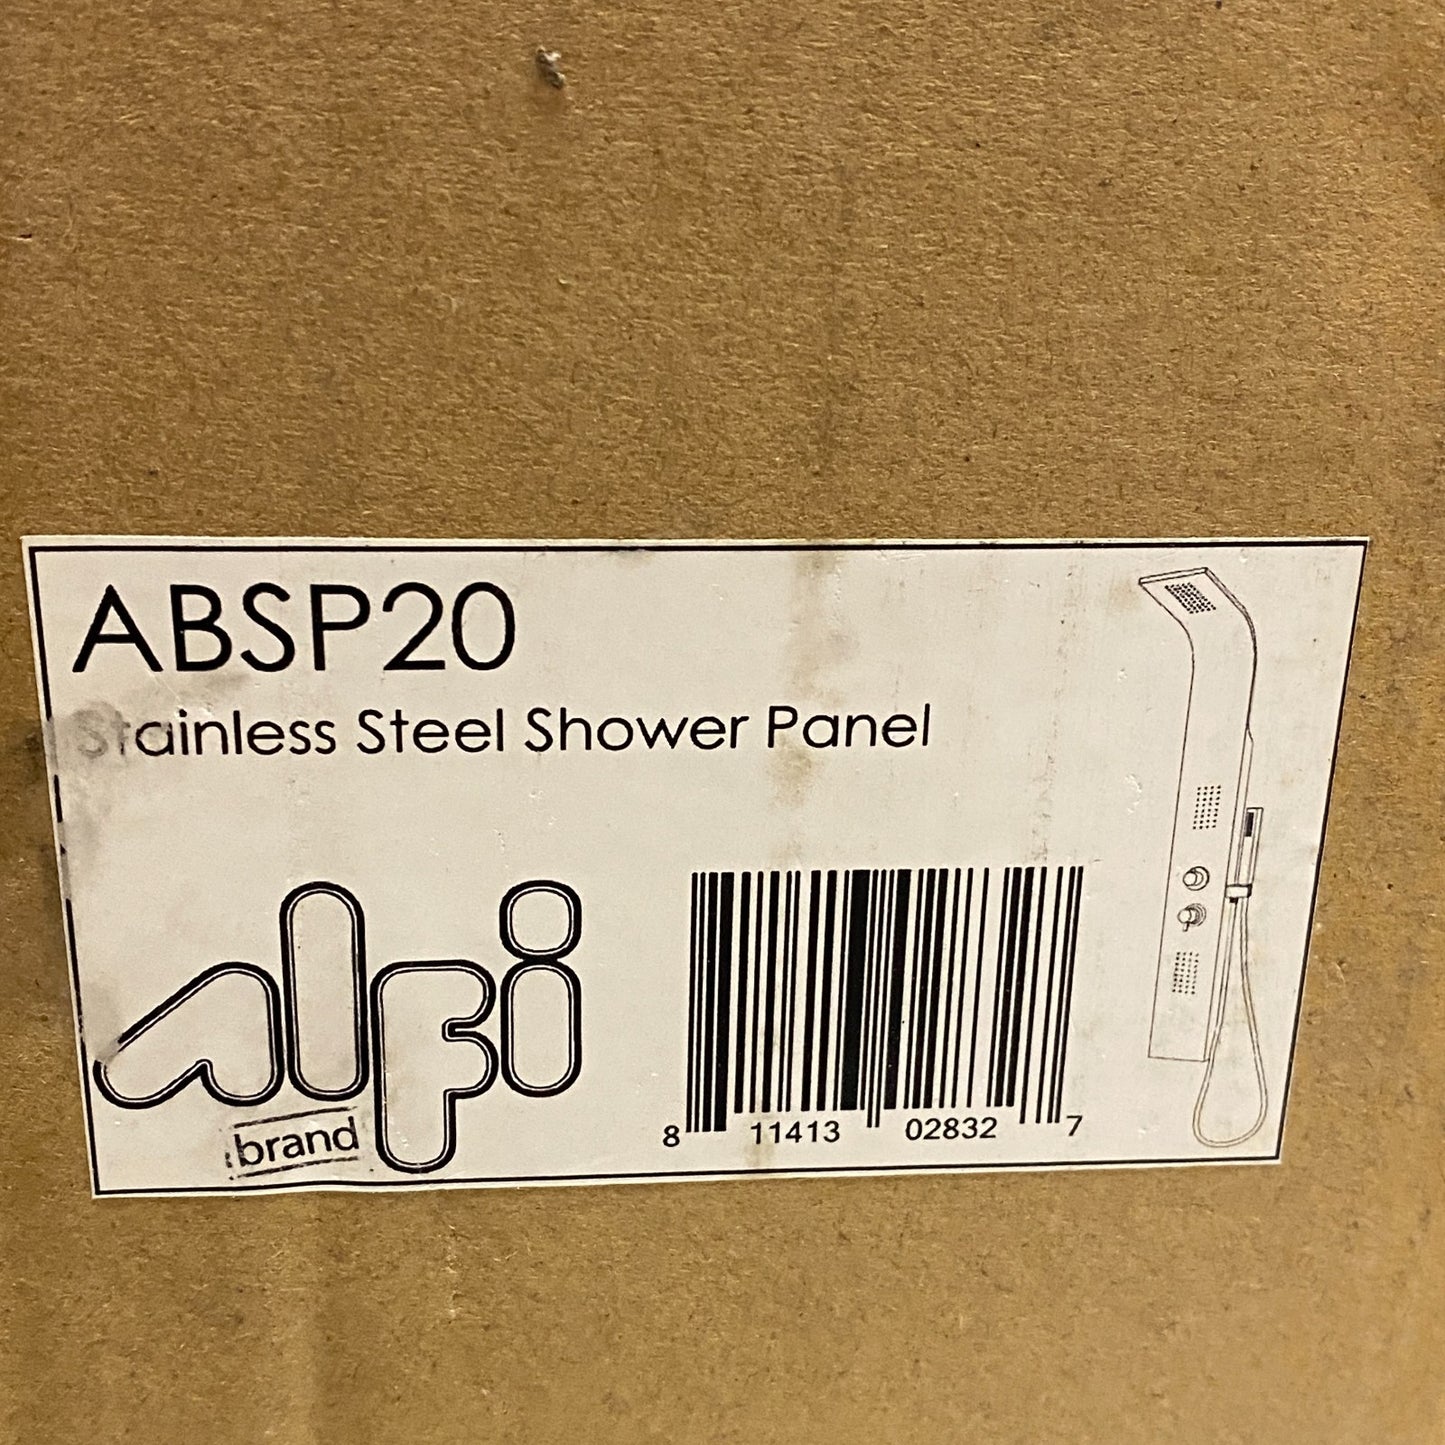 ABSP20
Stainless Steel Shower Panel
alfi
brand
8 11413 02832 7